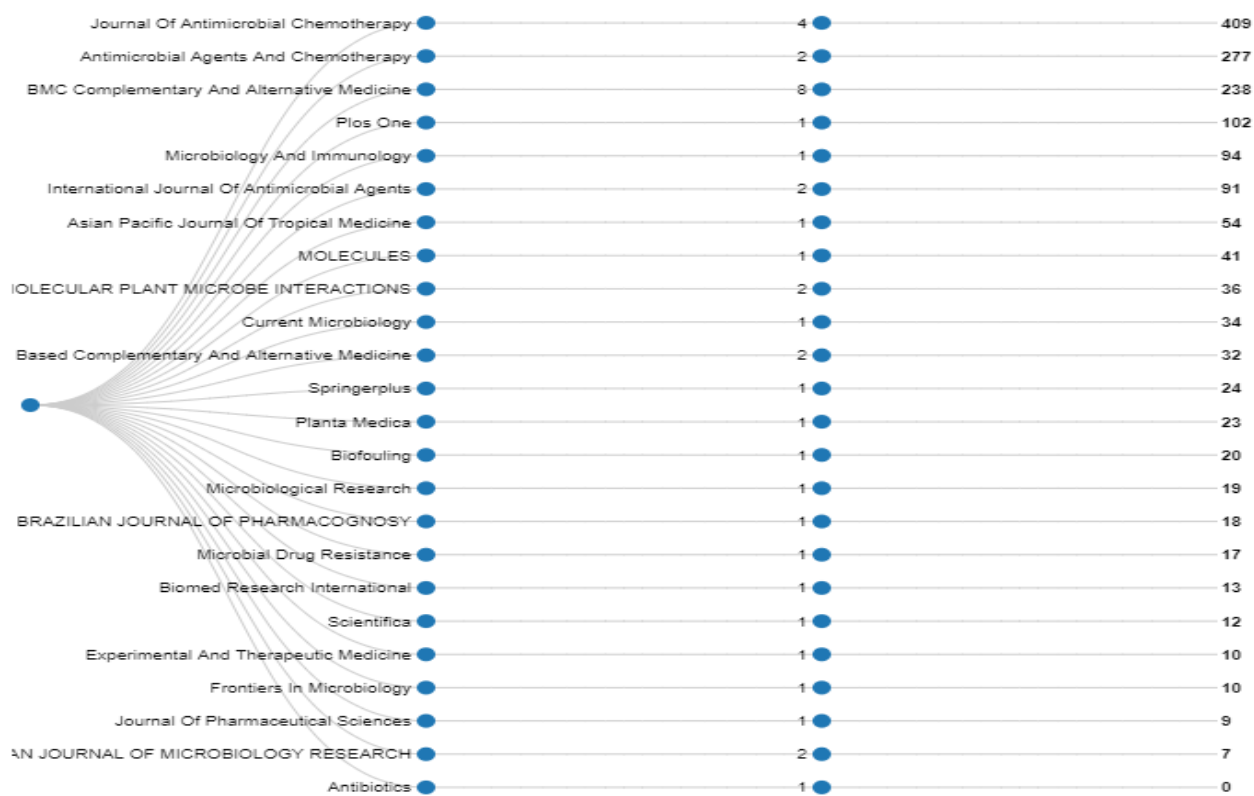 Journal Of Antimicrobial Chemotherapy 4 409
Antimicrobial Agents And Chemotherapy 2 277
BMC Complementary And Alternative Medicine 8 238
Plos One 1 102
Microbiology And Immunology 1 94
International Journal Of Antimicrobial Agents 2 91
Asian Pacific Journal Of Tropical Medicine 1 54
MOLECULES 1 41
PLANT MICROBE INTERACTIONS 2 36
Current Microbiology 1 34
Based Complementary And Alternative Medicine 2 32
Springerplus 1 24
Planta Medica 1 23
Biofouling 1 20
Microbiological Research 1 19
BRAZILIAN JOURNAL OF PHARMACOGNOSY 1 18
Microbial Drug Resistance 1 17
Biomed Research International 1 13
Scientifica 1 12
Experimental And Therapeutic Medicine 1 10
Frontiers In Microbiology 1 10
Journal Of Pharmaceutical Sciences 1 9
JOURNAL OF MICROBIOLOGY RESEARCH 2 7
Antibiotics 1 0